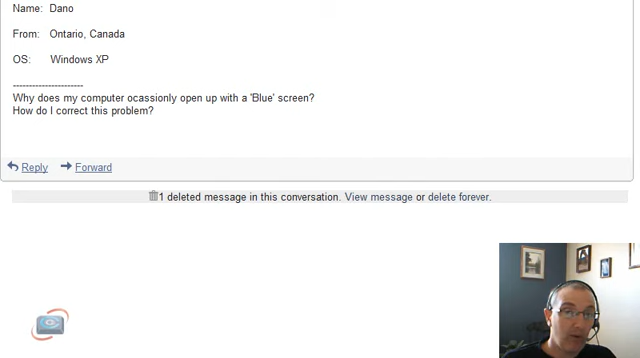 Name: Dano
From: Ontario, Canada
OS: Windows XP
----------------------
Why does my computer ocassionly open up with a 'Blue' screen?
How do I correct this problem?
Reply Forward
1 deleted message in this conversation. View message or delete forever.